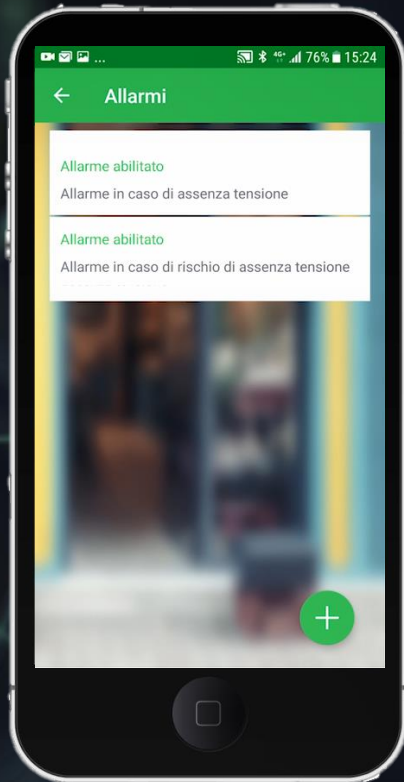 ... 4G+ 76% 15:24
Allarmi
Allarme abilitato
Allarme in caso di assenza tensione
Allarme abilitato
Allarme in caso di rischio di assenza tensione